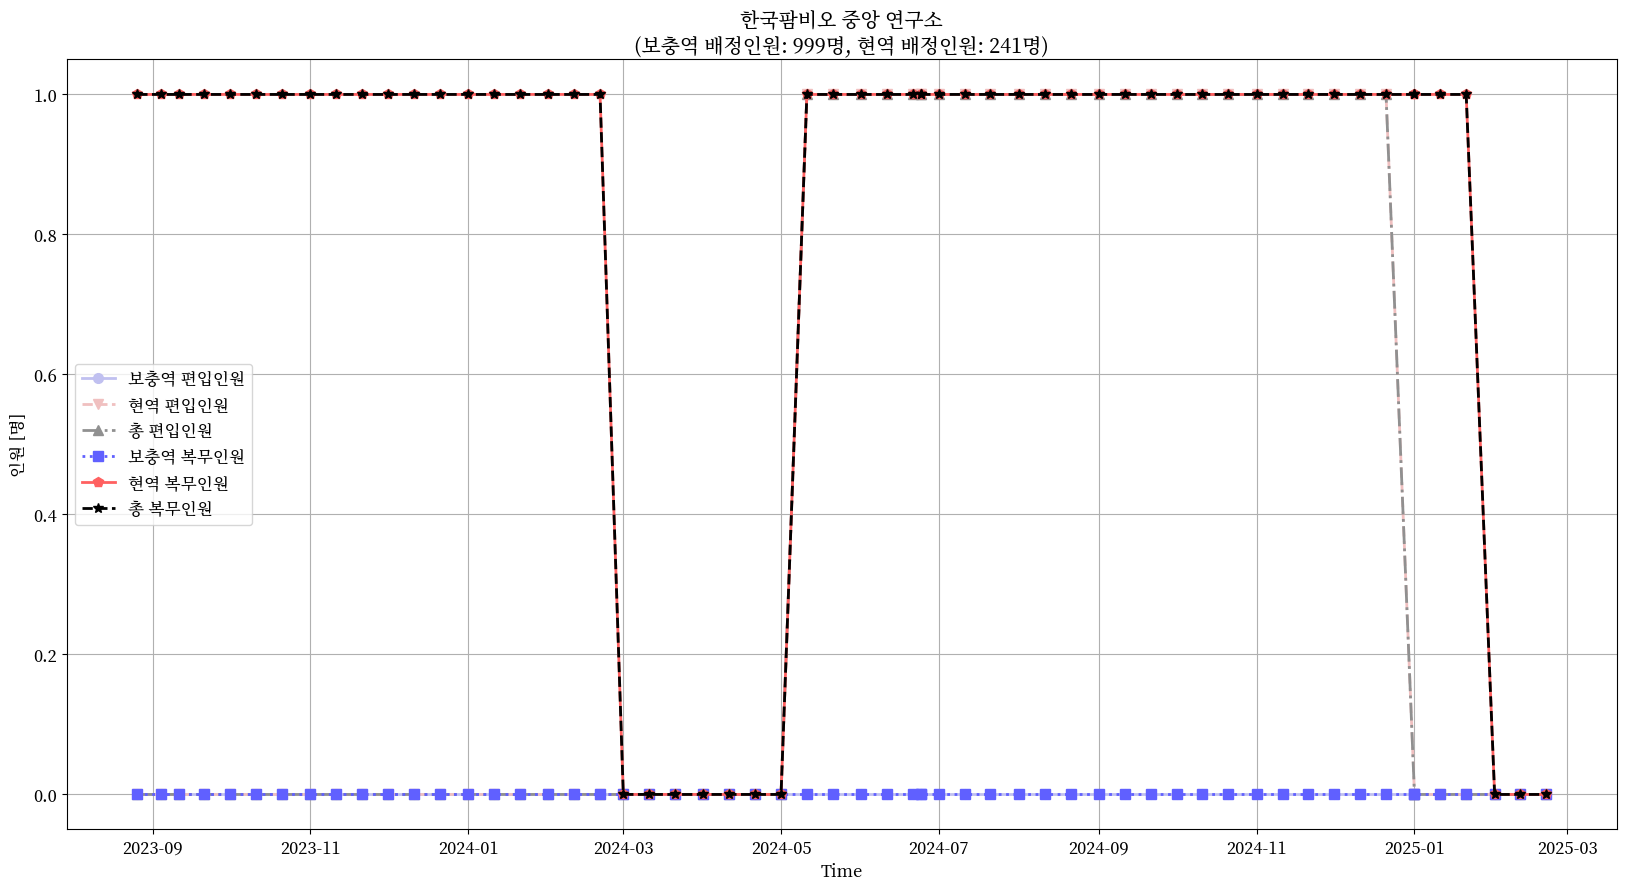 한국팜비오 중앙 연구소
(보충역 배정인원: 999명, 현역 배정인원: 241명)
1.0
0.8
0.6
0.4
0.2
0.0
인원 [명]
보충역 편입인원
현역 편입인원
총 편입인원
보충역 복무인원
현역 복무인원
총 복무인원
2023-09 2023-11 2024-01 2024-03 2024-05 2024-07 2024-09 2024-11 2025-01 2025-03
Time